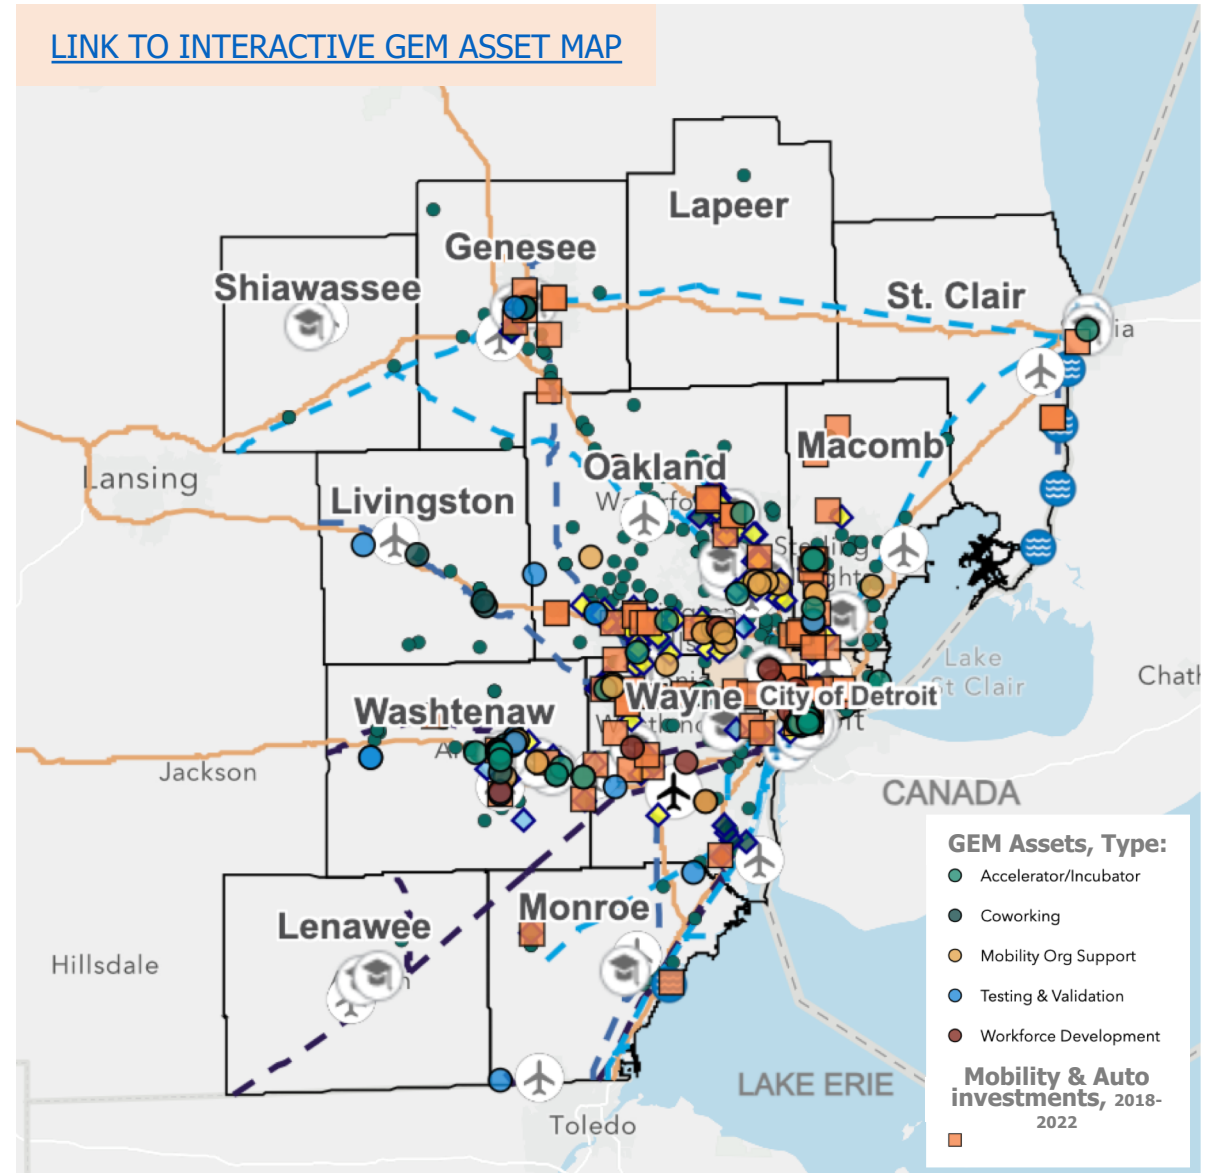 LINK TO INTERACTIVE GEM ASSET MAP
Lapeer
Genesee
Shiawassee
St. Clair
Macomb
Oakland
Lansing
Livingston
Lake
St Clair
Wayne
City of Detroit
Washtenaw
Jackson
CANADA
Lenawee
Monroe
Hillsdale
LAKE ERIE
Toledo
GEM Assets, Type:
Accelerator/Incubator
Coworking
Mobility Org Support
Testing & Validation
Workforce Development
Mobility & Auto
investments, 2018-
2022